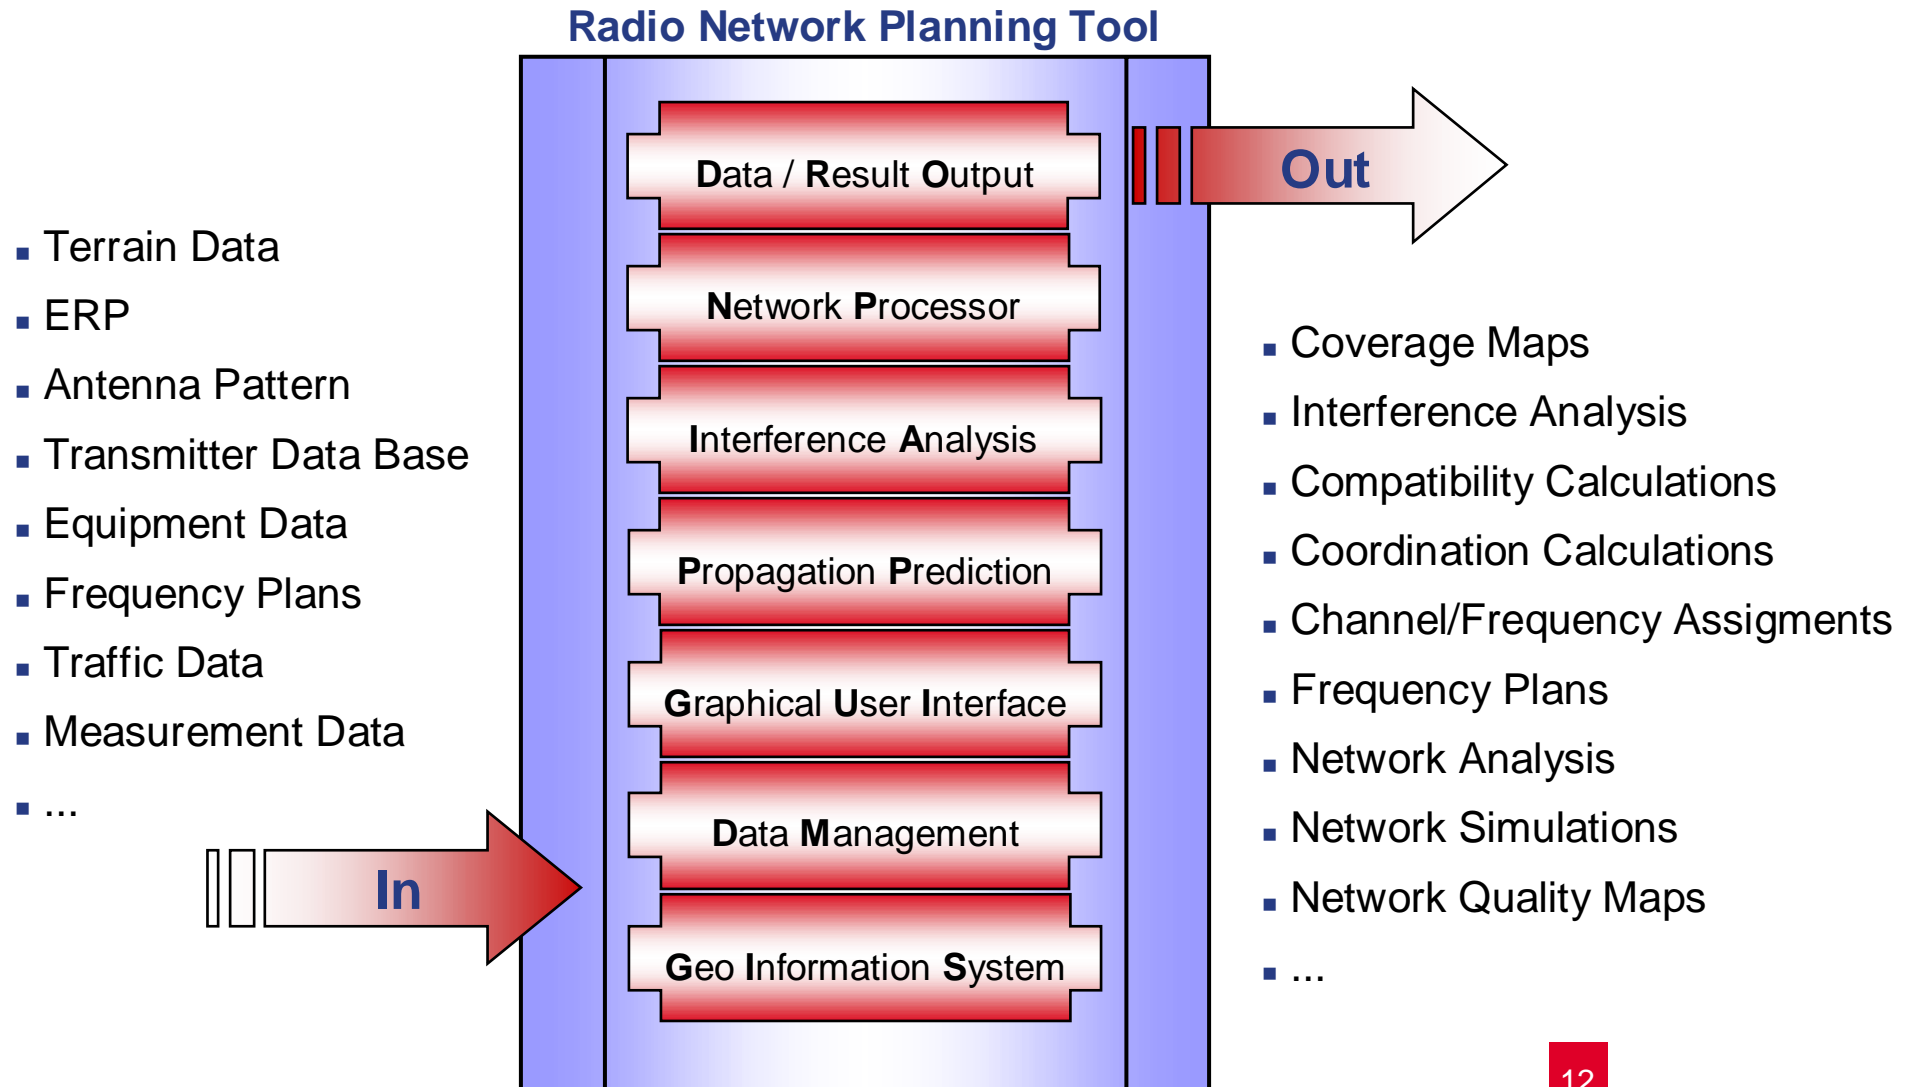 Radio Network Planning Tool
Data / Result Output
Network Processor
Interference Analysis
Propagation Prediction
Graphical User Interface
Data Management
Geo Information System
Terrain Data
ERP
Antenna Pattern
Transmitter Data Base
Equipment Data
Frequency Plans
Traffic Data
Measurement Data
...
In
Out
Coverage Maps
Interference Analysis
Compatibility Calculations
Coordination Calculations
Channel/Frequency Assigments
Frequency Plans
Network Analysis
Network Simulations
Network Quality Maps
...
12